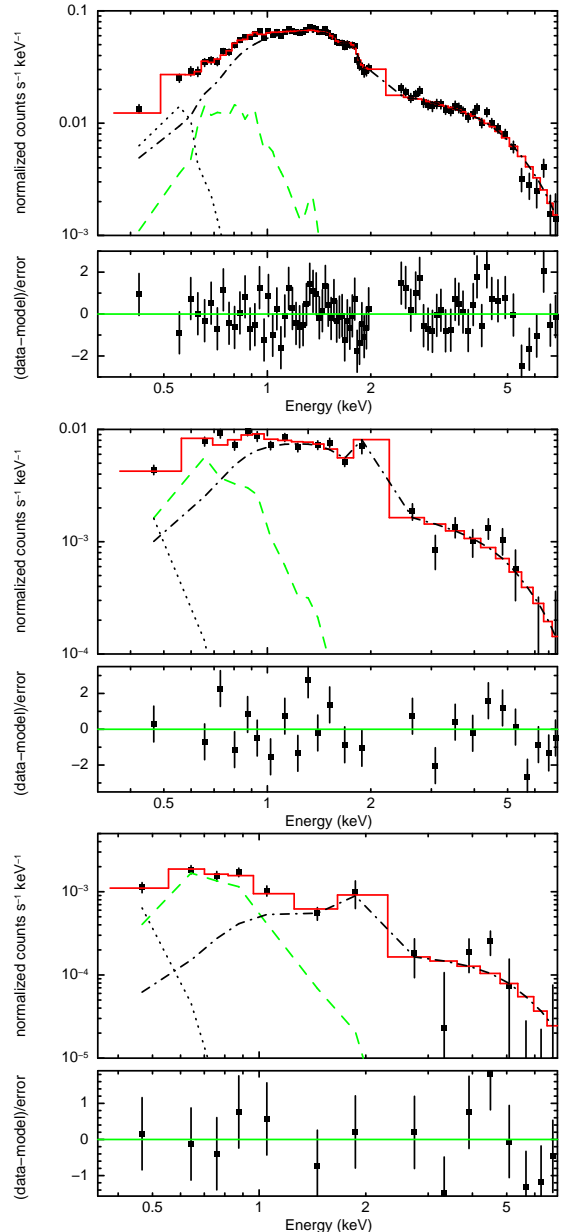 0.1
0.01
10⁻³
normalized counts s⁻¹ keV⁻¹
2
0
−2
(data−model)/error
0.5 1 2 5
Energy (keV)
0.01
10⁻³
10⁻⁴
normalized counts s⁻¹ keV⁻¹
2
0
−2
(data−model)/error
0.5 1 2 5
Energy (keV)
10⁻³
10⁻⁴
10⁻⁵
normalized counts s⁻¹ keV⁻¹
1
0
−1
(data−model)/error
0.5 1 2 5
Energy (keV)